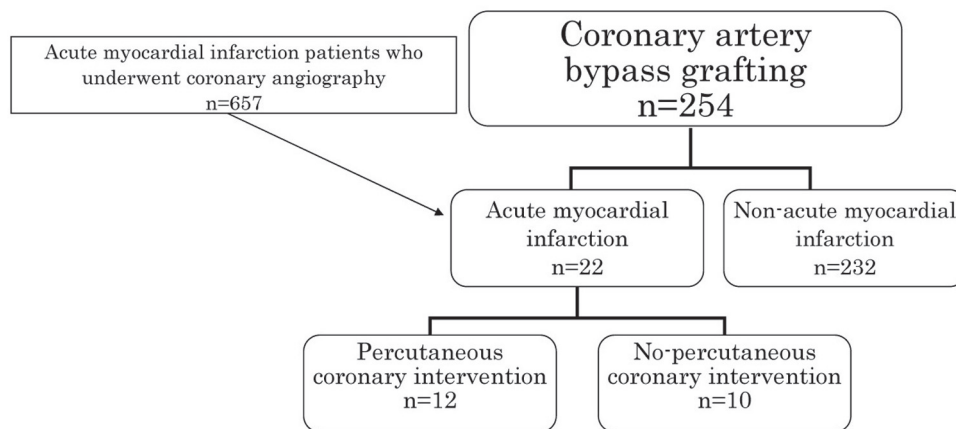 Acute myocardial infarction patients who
underwent coronary angiography
n=657
Coronary artery
bypass grafting
n=254
Acute myocardial
infarction
n=22
Non-acute myocardial
infarction
n=232
Percutaneous
coronary intervention
n=12
No-percutaneous
coronary intervention
n=10